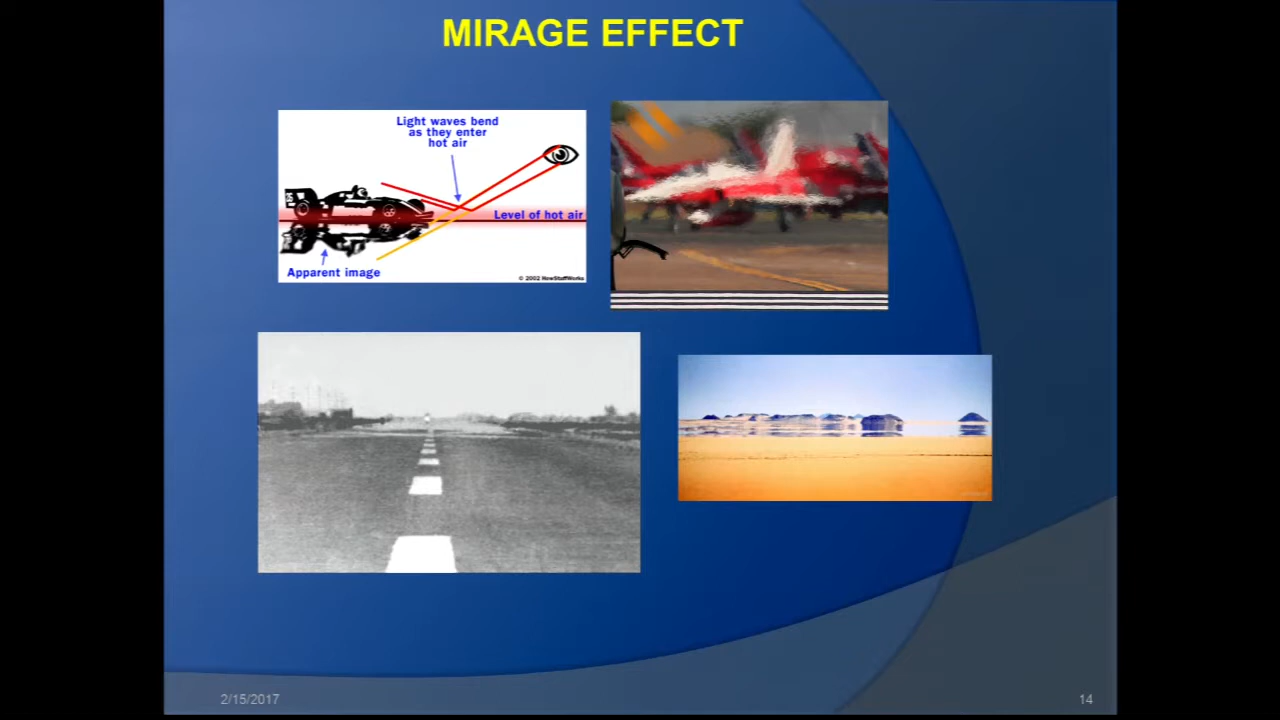 MIRAGE EFFECT
Light waves bend
as they enter
hot air
Level of hot air
Apparent image
© 2002 HowStuffWorks
2/15/2017
14